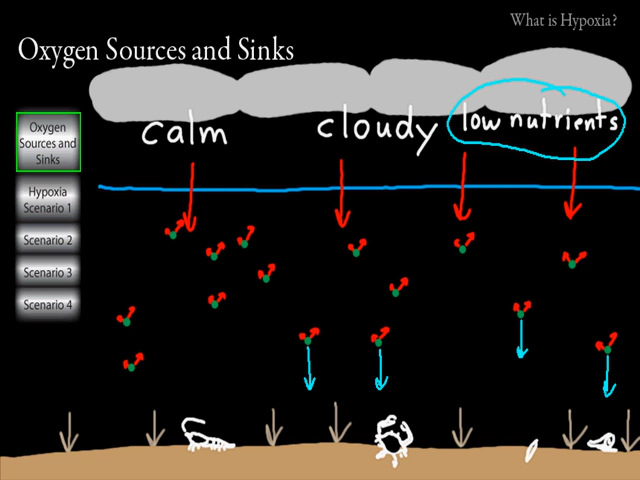 What is Hypoxia?
Oxygen Sources and Sinks
calm cloudy low nutrients
Oxygen
Sources and
Sinks
Hypoxia
Scenario 1
Scenario 2
Scenario 3
Scenario 4